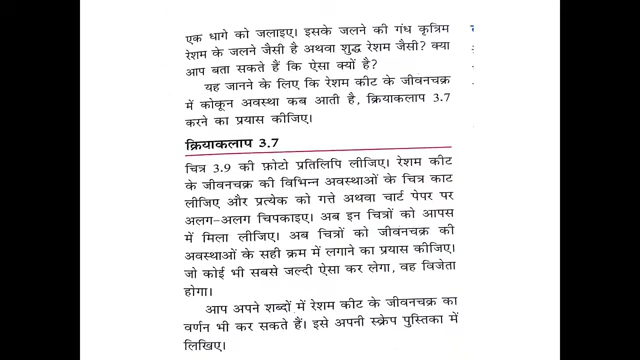 एक धागे को जलाइए। इसके जलने की गंध कृत्रिम
रेशम के जलने जैसी है अथवा शुद्ध रेशम जैसी? क्या
आप बता सकते हैं कि ऐसा क्यों है?
यह जानने के लिए कि रेशम कीट के जीवनचक्र
में कोकून अवस्था कब आती है, क्रियाकलाप 3.7
करने का प्रयास कीजिए।
क्रियाकलाप 3.7
चित्र 3.9 की फ़ोटो प्रतिलिपि लीजिए। रेशम कीट
के जीवनचक्र की विभिन्न अवस्थाओं के चित्र काट
लीजिए और प्रत्येक को गत्ते अथवा चार्ट पेपर पर
अलग-अलग चिपकाइए। अब इन चित्रों को आपस
में मिला लीजिए। अब चित्रों को जीवनचक्र की
अवस्थाओं के सही क्रम में लगाने का प्रयास कीजिए।
जो कोई भी सबसे जल्दी ऐसा कर लेगा, वह विजेता
होगा।
आप अपने शब्दों में रेशम कीट के जीवनचक्र का
वर्णन भी कर सकते हैं। इसे अपनी स्क्रैप पुस्तिका में
लिखिए।